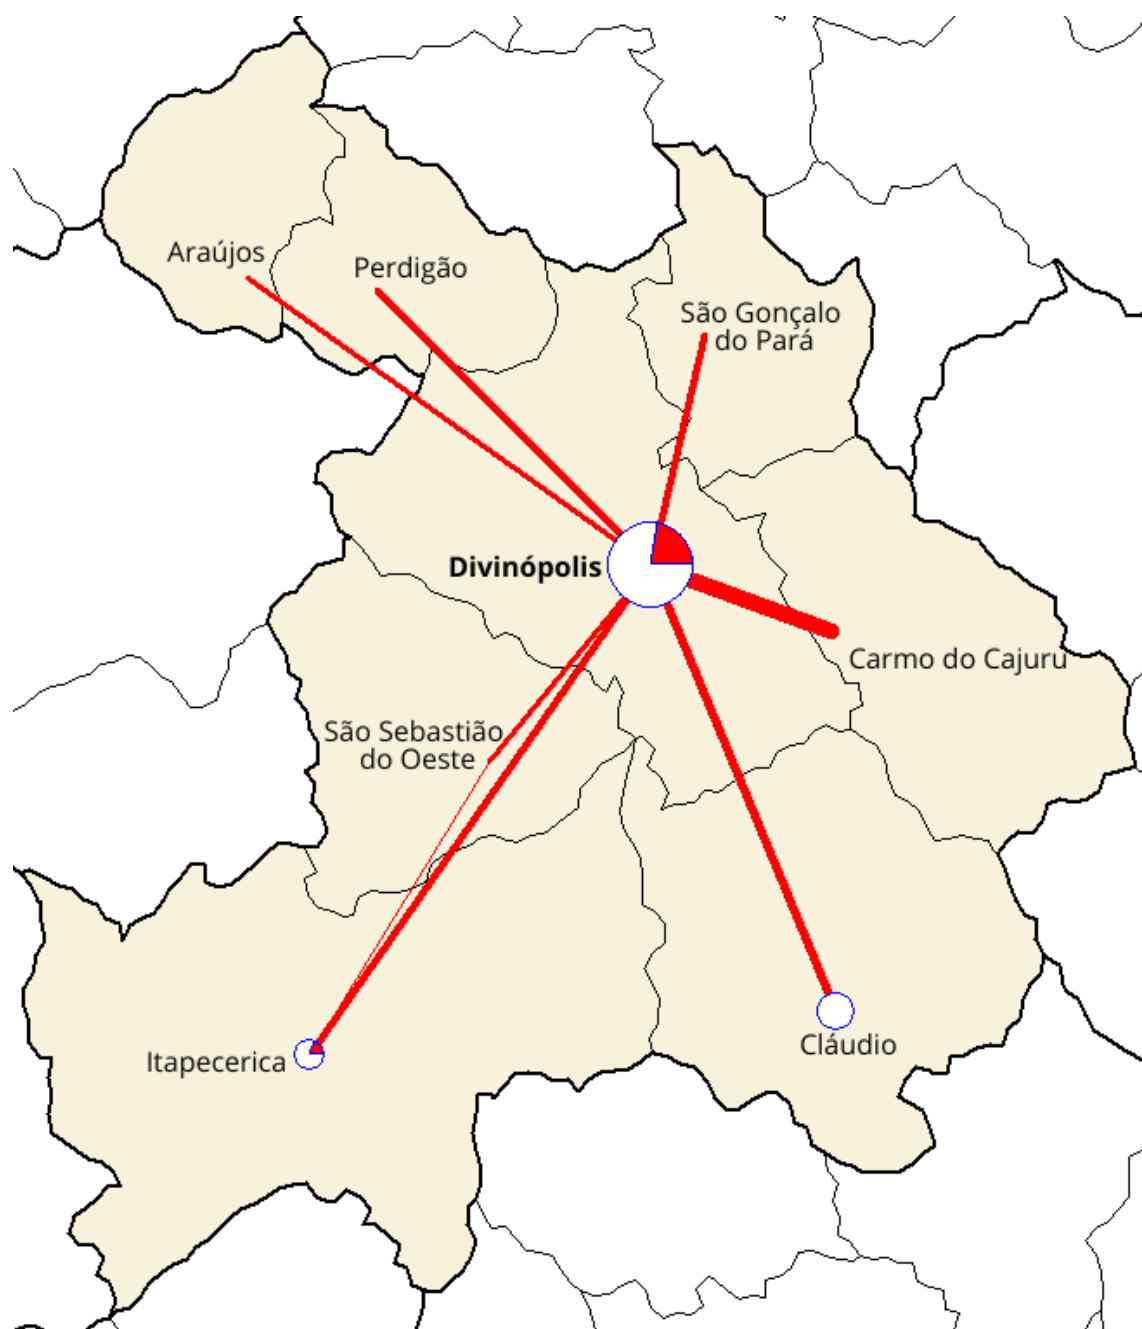 Araújos
Perdigão
São Gonçalo
do Pará
Divinópolis
Carmo do Cajuru
São Sebastião
do Oeste
Itapecerica
Cláudio